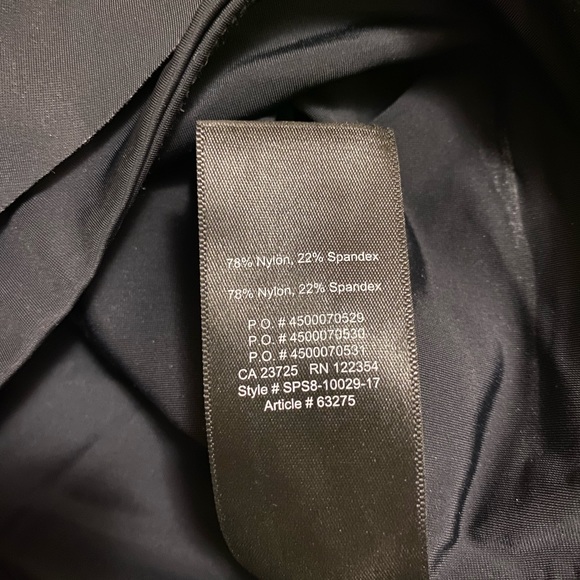 78% Nylon, 22% Spandex
78% Nylon, 22% Spandex
P.O. # 4500070529
P.O. # 4500070530
P.O. # 4500070531
CA 23725 RN 122354
Style # SPS8-10029-17
Article # 63275